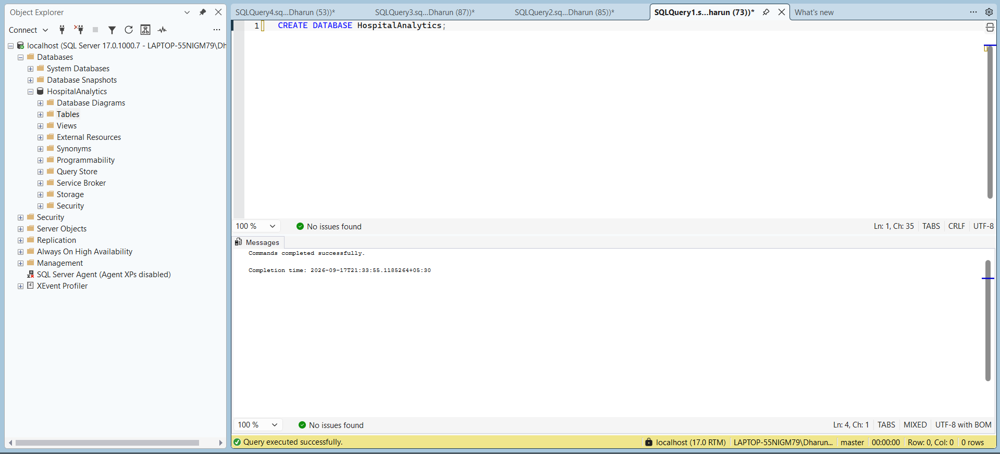 Object Explorer
Connect
localhost (SQL Server 17.0.1000.7 - LAPTOP-55NIGM79\Dh
Databases
System Databases
Database Snapshots
HospitalAnalytics
Database Diagrams
Tables
Views
External Resources
Synonyms
Programmability
Query Store
Service Broker
Storage
Security
Security
Server Objects
Replication
Always On High Availability
Management
SQL Server Agent (Agent XPs disabled)
XEvent Profiler
SQLQuery4.sq...Dharun (53))* SQLQuery3.sq...Dharun (87))* SQLQuery2.sq...Dharun (85))* SQLQuery1.s...harun (73))* What's new
1 CREATE DATABASE HospitalAnalytics;
100 % No issues found Ln: 1, Ch: 35 TABS CRLF UTF-8
Messages
Commands completed successfully.
Completion time: 2026-09-17T21:33:55.1185264+05:30
100 % No issues found Ln: 4, Ch: 1 TABS MIXED UTF-8 with BOM
Query executed successfully. localhost (17.0 RTM) LAPTOP-55NIGM79\Dharun... master 00:00:00 Row: 0, Col: 0 0 rows